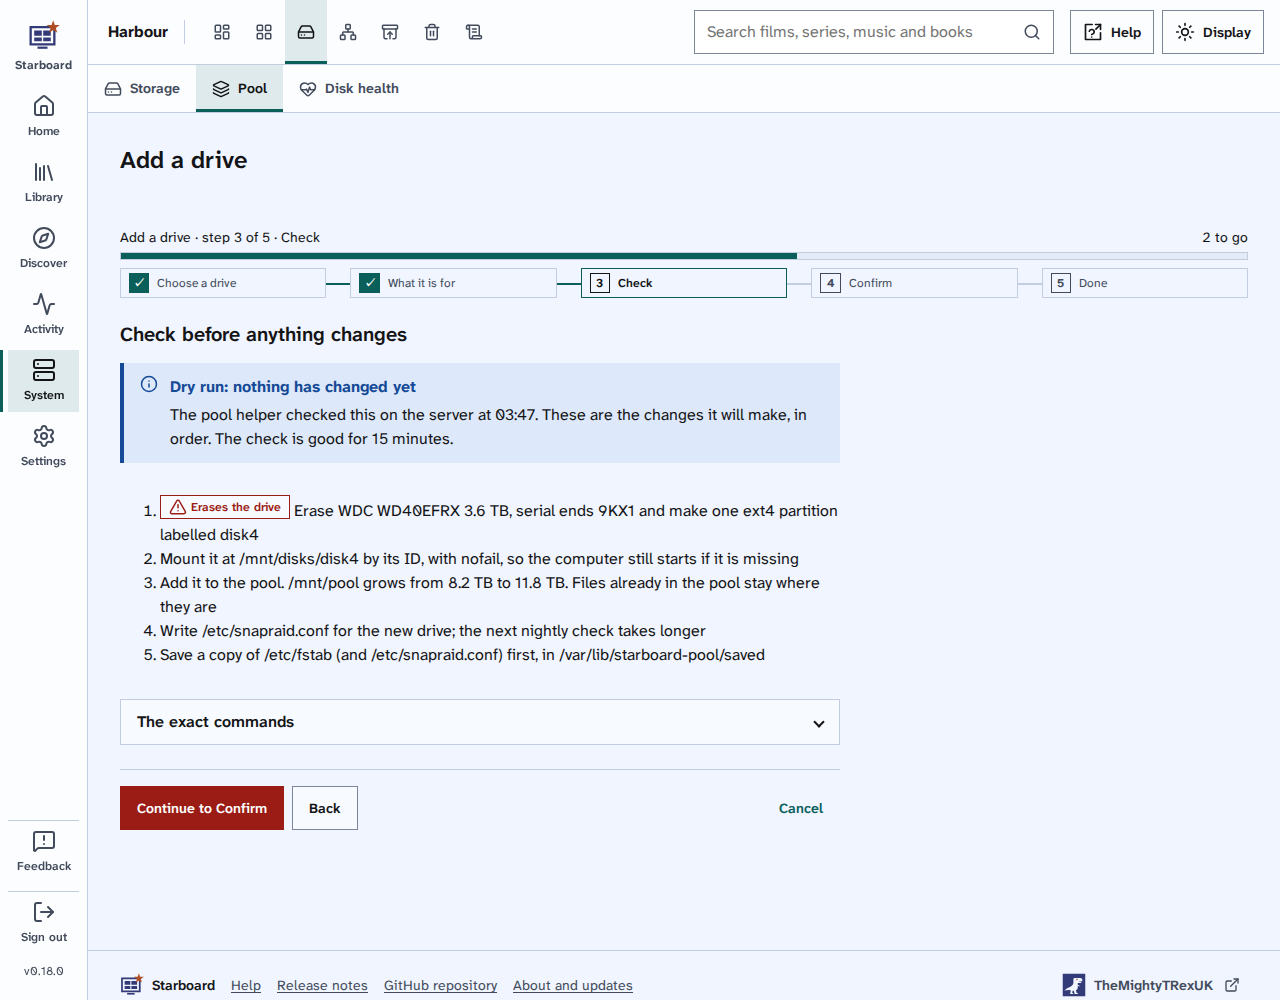 Starboard
Home
Library
Discover
Activity
System
Settings
Feedback
Sign out
v0.18.0
Harbour
Search films, series, music and books
Help
Display
Storage
Pool
Disk health
Add a drive
Add a drive · step 3 of 5 · Check
2 to go
Choose a drive
What it is for
3 Check
4 Confirm
5 Done
Check before anything changes
Dry run: nothing has changed yet
The pool helper checked this on the server at 03:47. These are the changes it will make, in
order. The check is good for 15 minutes.
1. Erases the drive Erase WDC WD40EFRX 3.6 TB, serial ends 9KX1 and make one ext4 partition
labelled disk4
2. Mount it at /mnt/disks/disk4 by its ID, with nofail, so the computer still starts if it is missing
3. Add it to the pool. /mnt/pool grows from 8.2 TB to 11.8 TB. Files already in the pool stay where
they are
4. Write /etc/snapraid.conf for the new drive; the next nightly check takes longer
5. Save a copy of /etc/fstab (and /etc/snapraid.conf) first, in /var/lib/starboard-pool/saved
The exact commands
Continue to Confirm
Back
Cancel
Starboard
Help
Release notes
GitHub repository
About and updates
TheMightyTRexUK